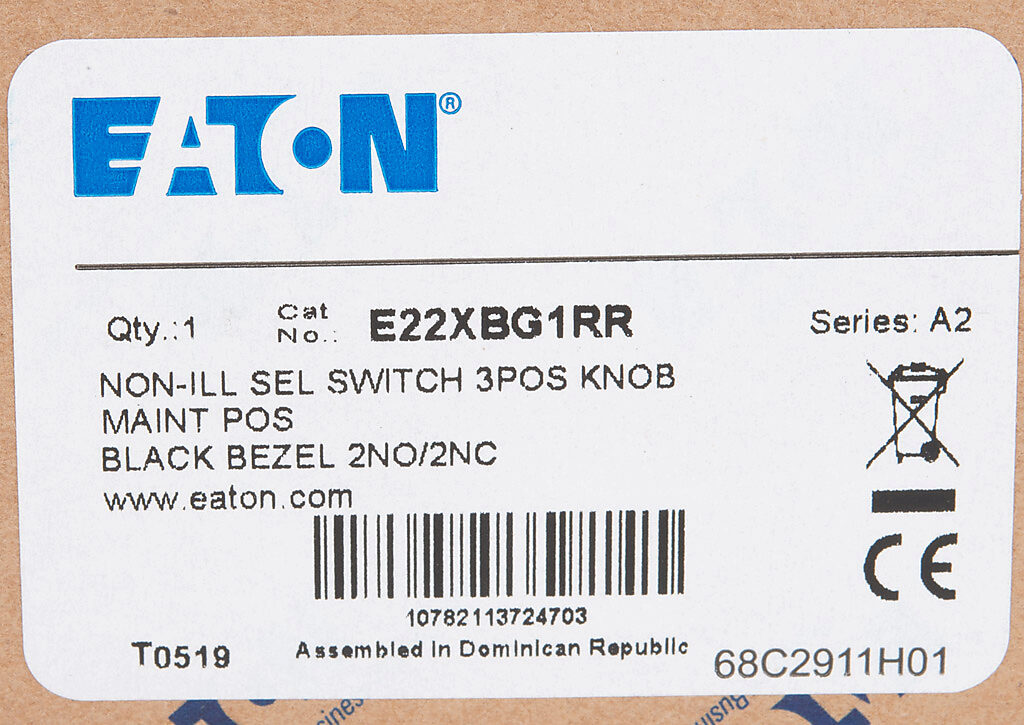 EATON®
Qty.:1 Cat No.: E22XBG1RR Series: A2
NON-ILL SEL SWITCH 3POS KNOB
MAINT POS
BLACK BEZEL 2NO/2NC
www.eaton.com
CE
10782113724703
T0519 Assembled in Dominican Republic 68C2911H01